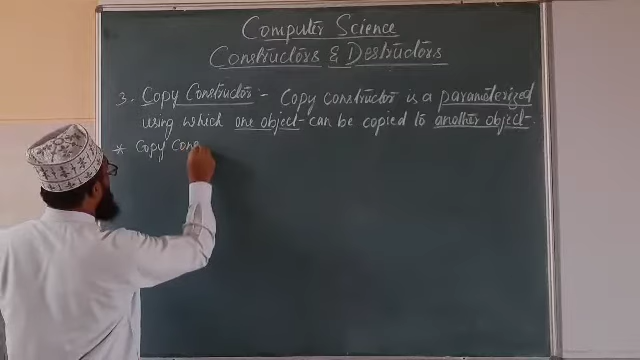 Computer Science
Constructors & Destructors
3. Copy Constructor - Copy constructor is a parameterized
using which one object can be copied to another object.
* Copy Cons